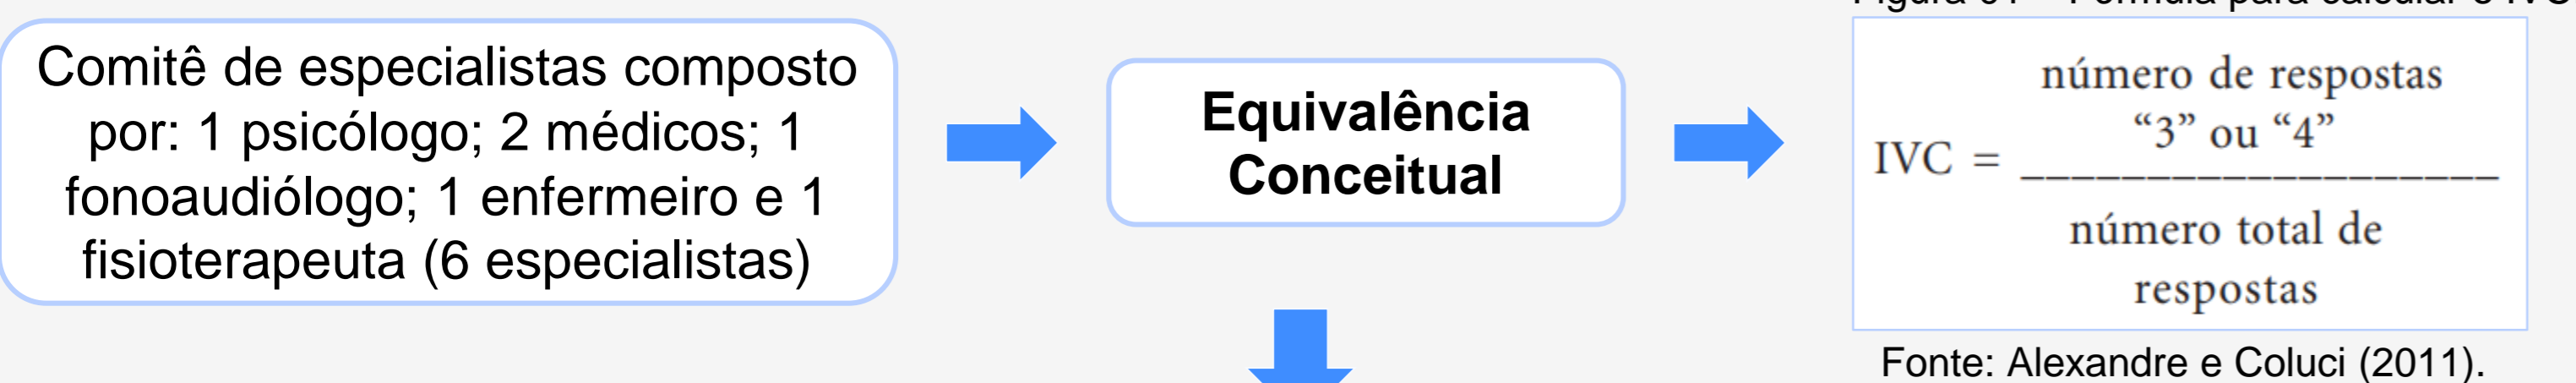 Comitê de especialistas composto
por: 1 psicólogo; 2 médicos; 1
fonoaudiólogo; 1 enfermeiro e 1
fisioterapeuta (6 especialistas)
Equivalência
Conceitual
número de respostas
“3” ou “4”
IVC = ___________________
número total de
respostas
Fonte: Alexandre e Coluci (2011).